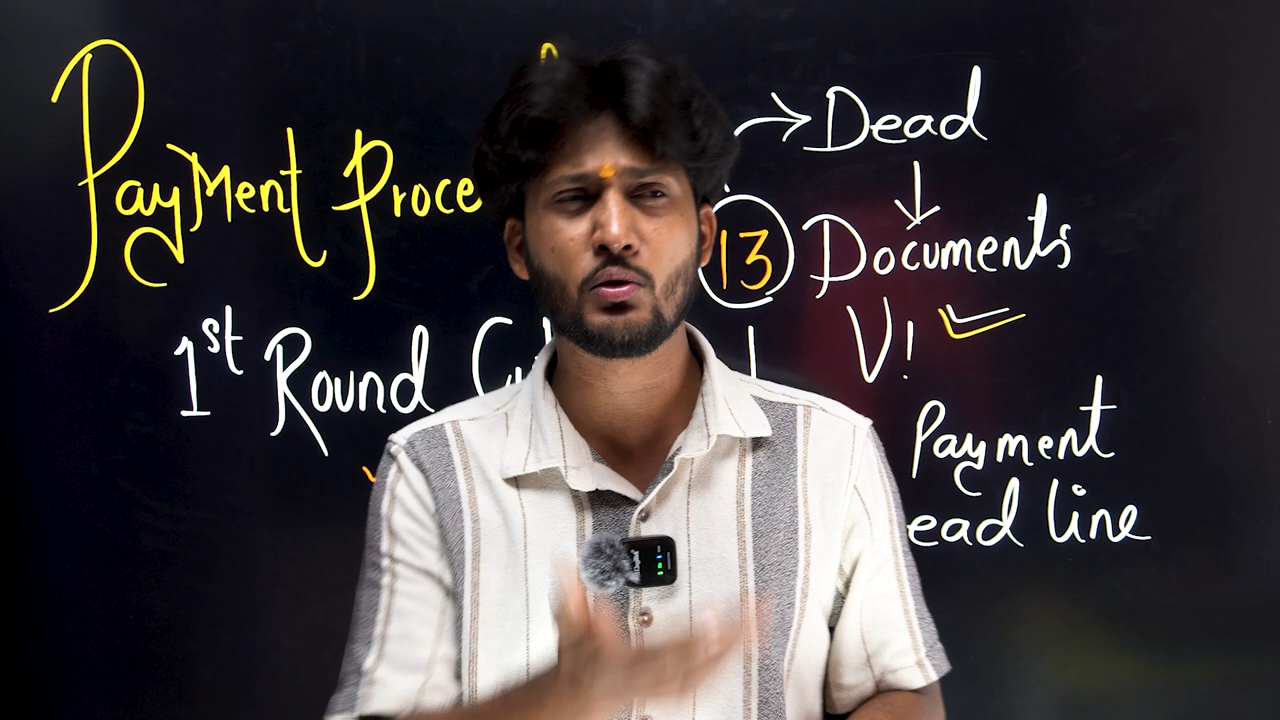 Payment Proce
1st Round
Dead
13 Documents
V!
Payment
ead line